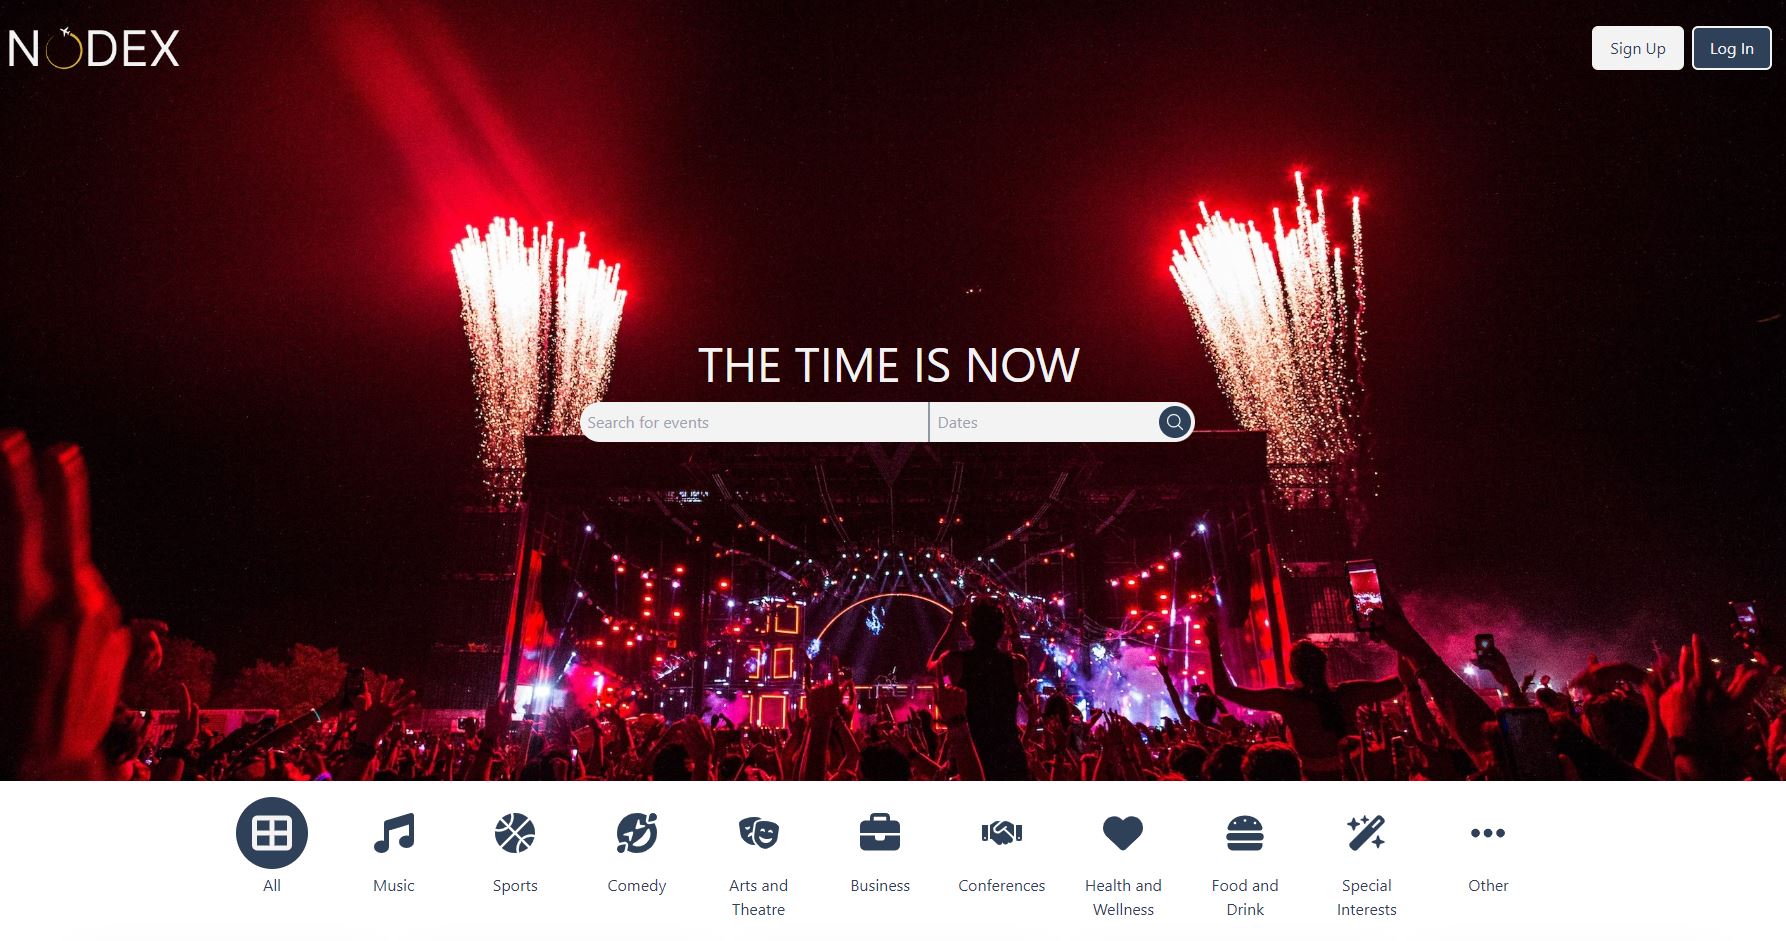 NODEX
Sign Up
Log In
THE TIME IS NOW
Search for events
Dates
All
Music
Sports
Comedy
Arts and
Theatre
Business
Conferences
Health and
Wellness
Food and
Drink
Special
Interests
Other